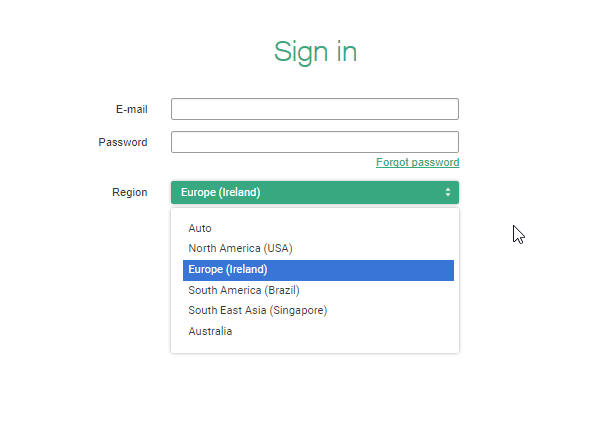 Sign in
E-mail
Password
Forgot password
Region
Europe (Ireland)
Auto
North America (USA)
Europe (Ireland)
South America (Brazil)
South East Asia (Singapore)
Australia